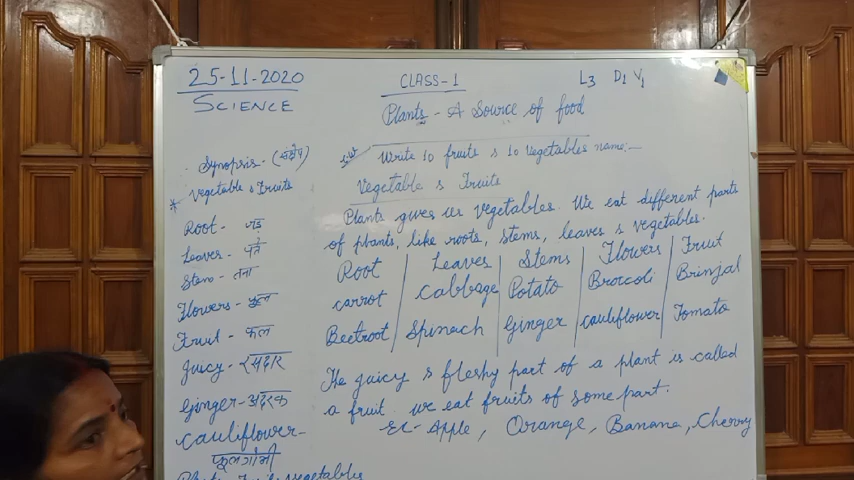 25-11-2020
SCIENCE
CLASS-1
L3 D1 V1
Plants - A Source of food
Synopsis - (संक्षेप)
* Vegetable & Fruits
Root - जड़
Leaves - पत्ते
Stem - तना
Flowers - फूल
Fruit - फल
Juicy - रसदार
Ginger - अदरक
Cauliflower -
फूलगोभी
Write 10 fruits & 10 Vegetables name:-
Vegetable & Fruits
Plants gives us vegetables. We eat different parts
of plants, like roots, stems, leaves & vegetables.
Root | Leaves | Stems | Flowers | Fruit
carrot | Cabbage | Potato | Broccoli | Brinjal
Beetroot | Spinach | Ginger | cauliflower | Tomato
The juicy & fleshy part of a plant is called
a fruit. we eat fruits of some part.
Ex- Apple, Orange, Banana, Cherry